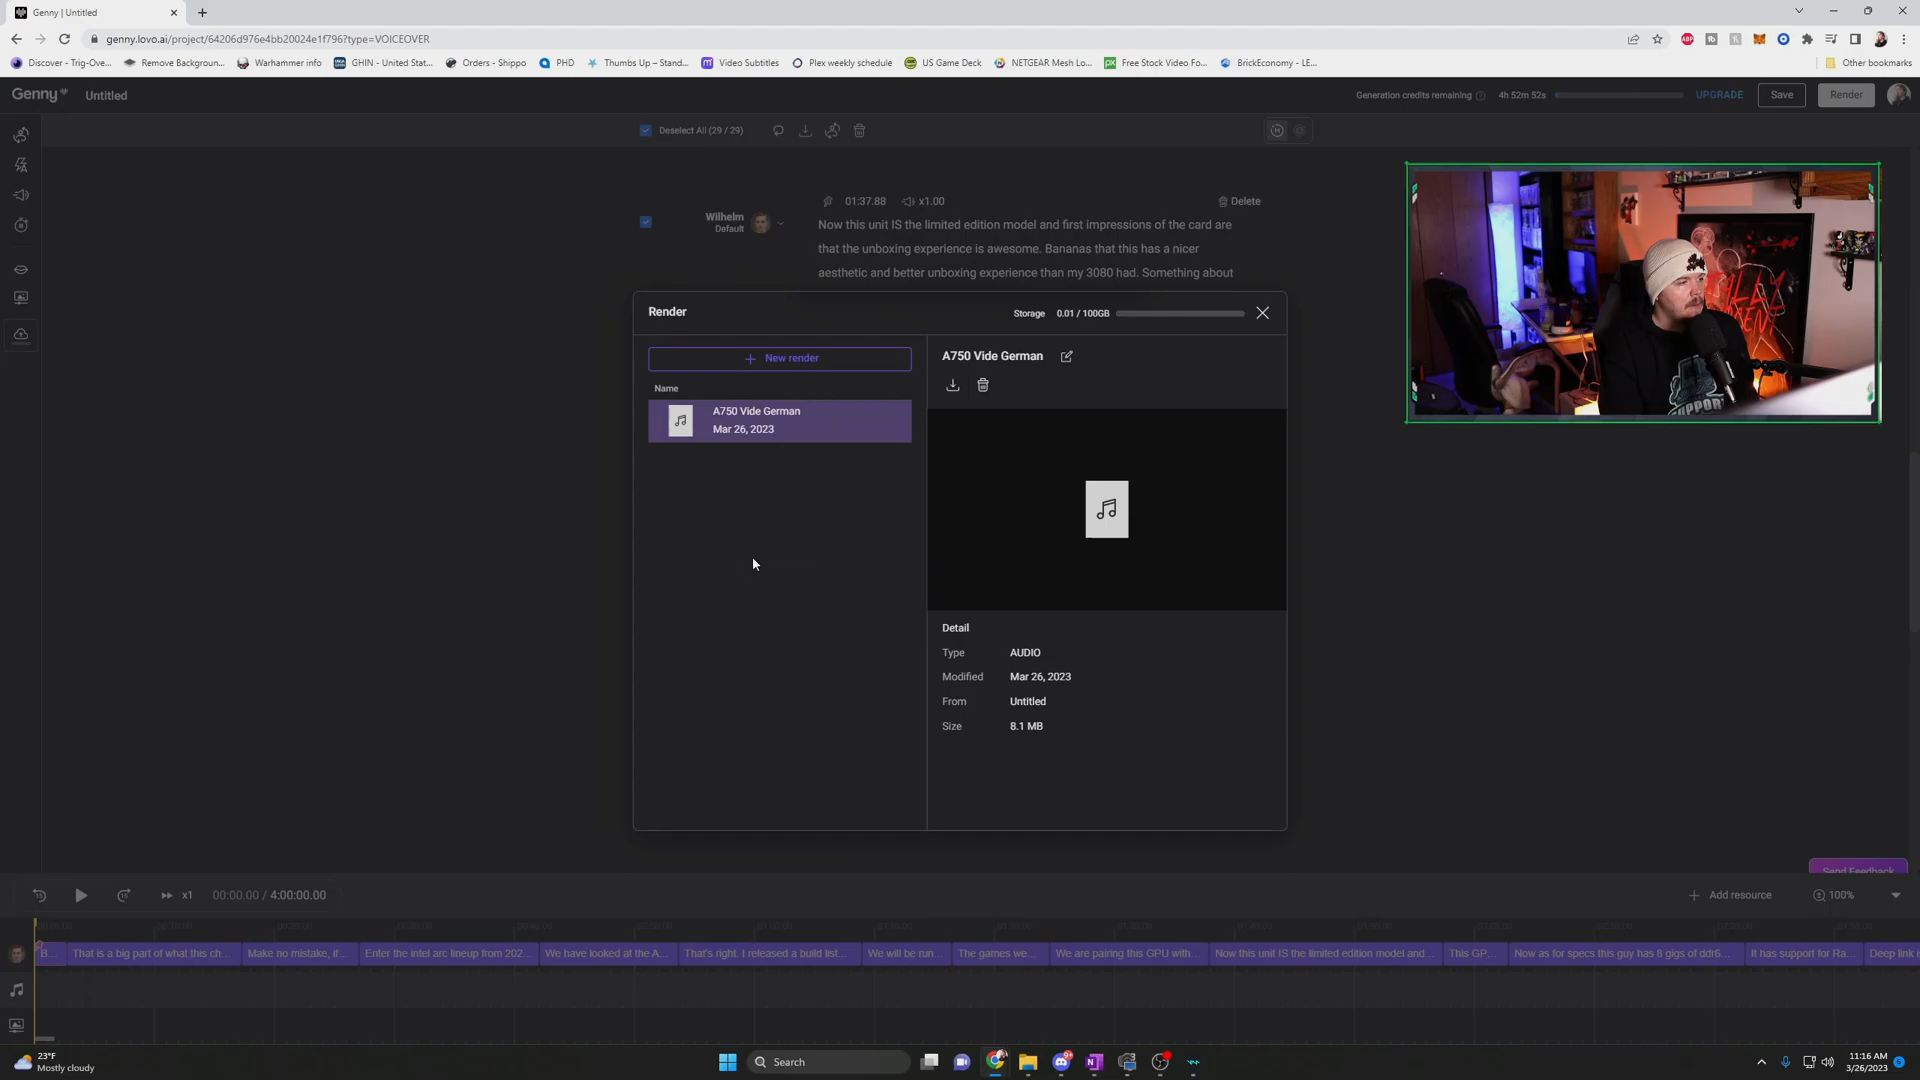 Genny | Untitled
genny.lovo.ai/project/64206d976e4bb20024e1f796?type=VOICEOVER
Discover - Trig-Ove...
Remove Backgroun...
Warhammer info
GHIN - United Stat...
Orders - Shippo
PHD
Thumbs Up – Stand...
Video Subtitles
Plex weekly schedule
US Game Deck
NETGEAR Mesh Lo...
Free Stock Video Fo...
BrickEconomy - LE...
Other bookmarks
Genny
Untitled
Generation credits remaining
4h 52m 52s
UPGRADE
Save
Render
Deselect All (29 / 29)
Wilhelm
Default
01:37.88
x1.00
Delete
Now this unit IS the limited edition model and first impressions of the card are
that the unboxing experience is awesome. Bananas that this has a nicer
aesthetic and better unboxing experience than my 3080 had. Something about
Render
Storage 0.01 / 100GB
New render
Name
A750 Vide German
Mar 26, 2023
A750 Vide German
Detail
Type AUDIO
Modified Mar 26, 2023
From Untitled
Size 8.1 MB
Send Feedback
x1
00:00.00 / 4:00:00.00
Add resource
100%
B...
That is a big part of what this ch...
Make no mistake, if...
Enter the intel arc lineup from 202...
We have looked at the A...
That's right. I released a build list...
We will be run...
The games we...
We are pairing this GPU with...
Now this unit IS the limited edition model and...
This GP...
Now as for specs this guy has 8 gigs of ddr6...
It has support for Ra...
Deep link i
23°F
Mostly cloudy
Search
11:16 AM
3/26/2023